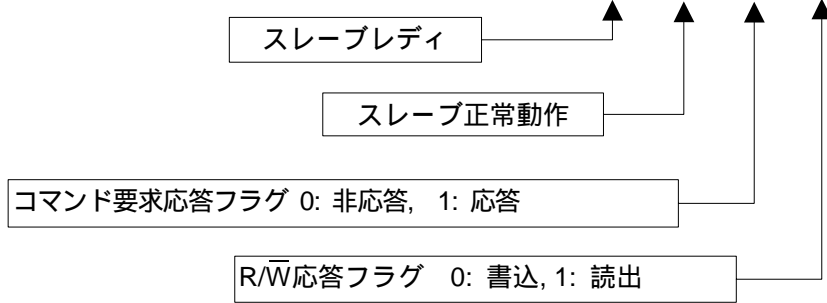 スレーブレディ
スレーブ正常動作
コマンド要求応答フラグ 0: 非応答, 1: 応答
R/W̅応答フラグ 0: 書込, 1: 読出